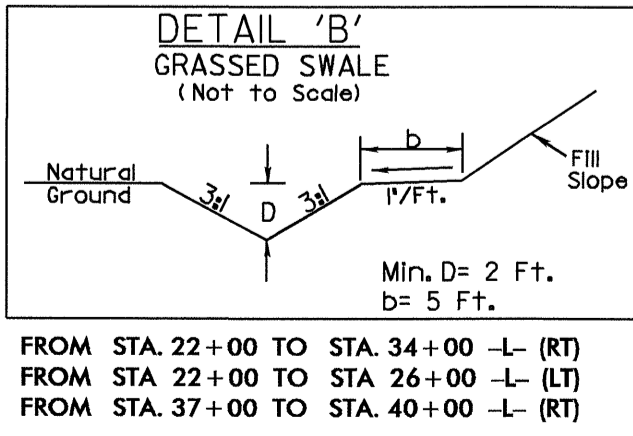 DETAIL 'B'
GRASSED SWALE
(Not to Scale)
b
Natural
Ground
3:1
D
3:1
1"/Ft.
Fill
Slope
Min. D= 2 Ft.
b= 5 Ft.
FROM STA. 22+00 TO STA. 34+00 -L- (RT)
FROM STA 22+00 TO STA 26+00 -L- (LT)
FROM STA. 37+00 TO STA. 40+00 -L- (RT)